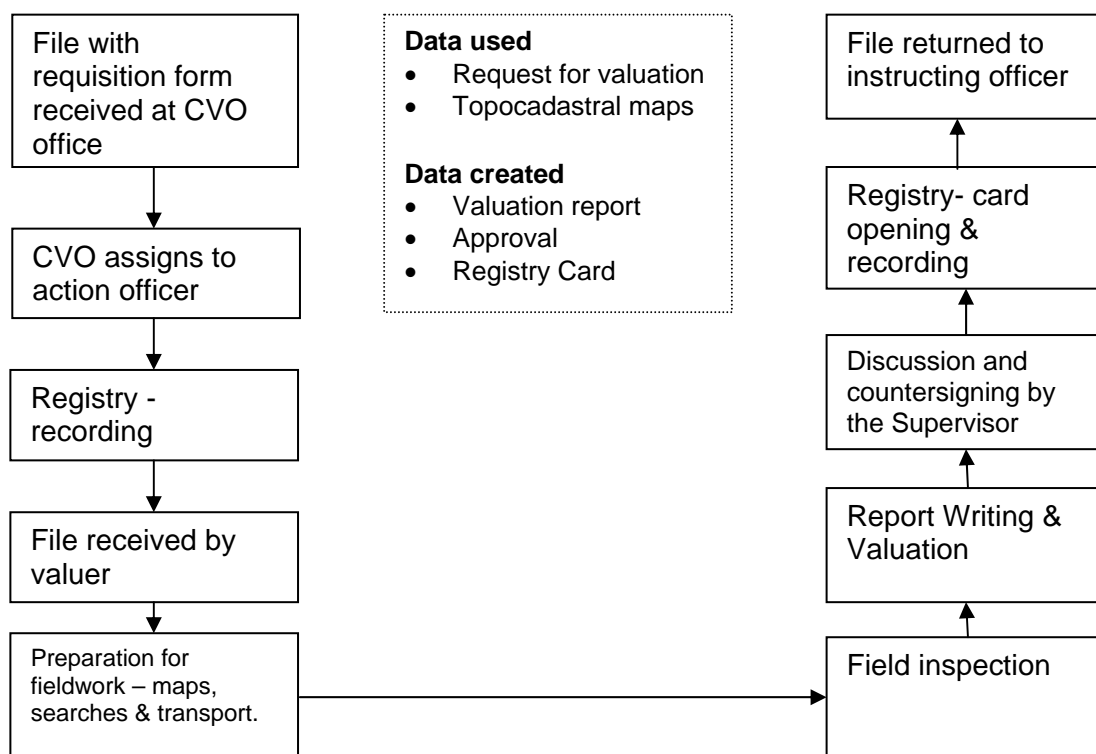 File with
requisition form
received at CVO
office
CVO assigns to
action officer
Registry -
recording
File received by
valuer
Preparation for
fieldwork – maps,
searches & transport.
Data used
• Request for valuation
• Topocadastral maps
Data created
• Valuation report
• Approval
• Registry Card
File returned to
instructing officer
Registry- card
opening &
recording
Discussion and
countersigning by
the Supervisor
Report Writing &
Valuation
Field inspection